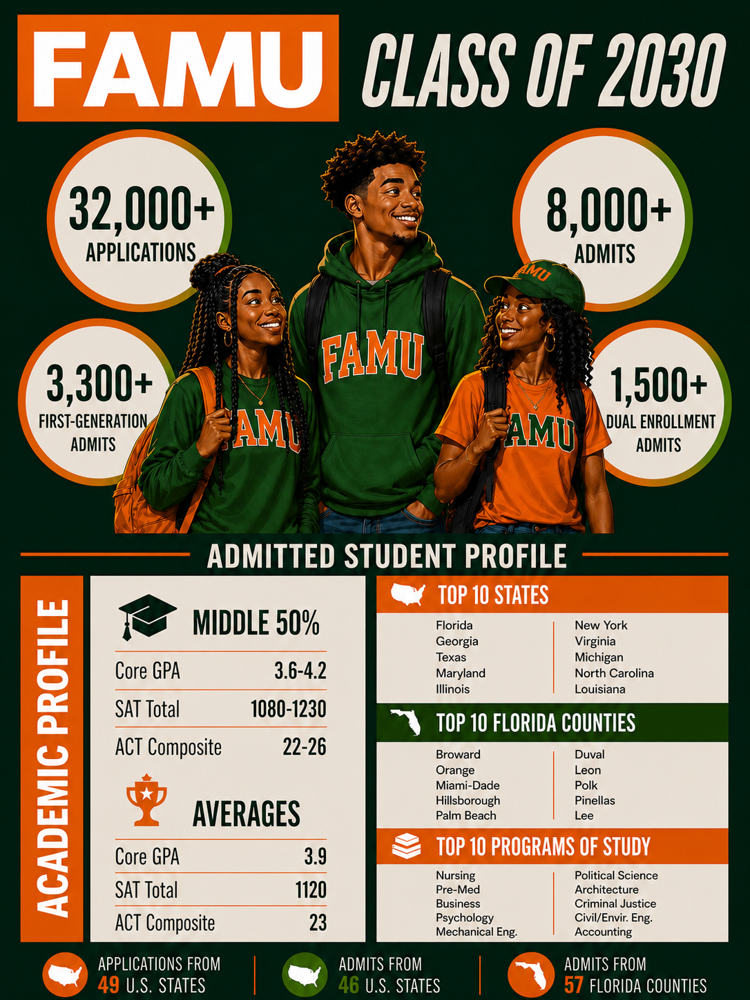 FAMU CLASS OF 2030
32,000+
APPLICATIONS
8,000+
ADMITS
3,300+
FIRST-GENERATION
ADMITS
1,500+
DUAL ENROLLMENT
ADMITS
FAMU
FAMU
AMU
AMU
ADMITTED STUDENT PROFILE
ACADEMIC PROFILE
MIDDLE 50%
Core GPA 3.6-4.2
SAT Total 1080-1230
ACT Composite 22-26
AVERAGES
Core GPA 3.9
SAT Total 1120
ACT Composite 23
TOP 10 STATES
Florida
Georgia
Texas
Maryland
Illinois
New York
Virginia
Michigan
North Carolina
Louisiana
TOP 10 FLORIDA COUNTIES
Broward
Orange
Miami-Dade
Hillsborough
Palm Beach
Duval
Leon
Polk
Pinellas
Lee
TOP 10 PROGRAMS OF STUDY
Nursing
Pre-Med
Business
Psychology
Mechanical Eng.
Political Science
Architecture
Criminal Justice
Civil/Envir. Eng.
Accounting
APPLICATIONS FROM
49 U.S. STATES
ADMITS FROM
46 U.S. STATES
ADMITS FROM
57 FLORIDA COUNTIES